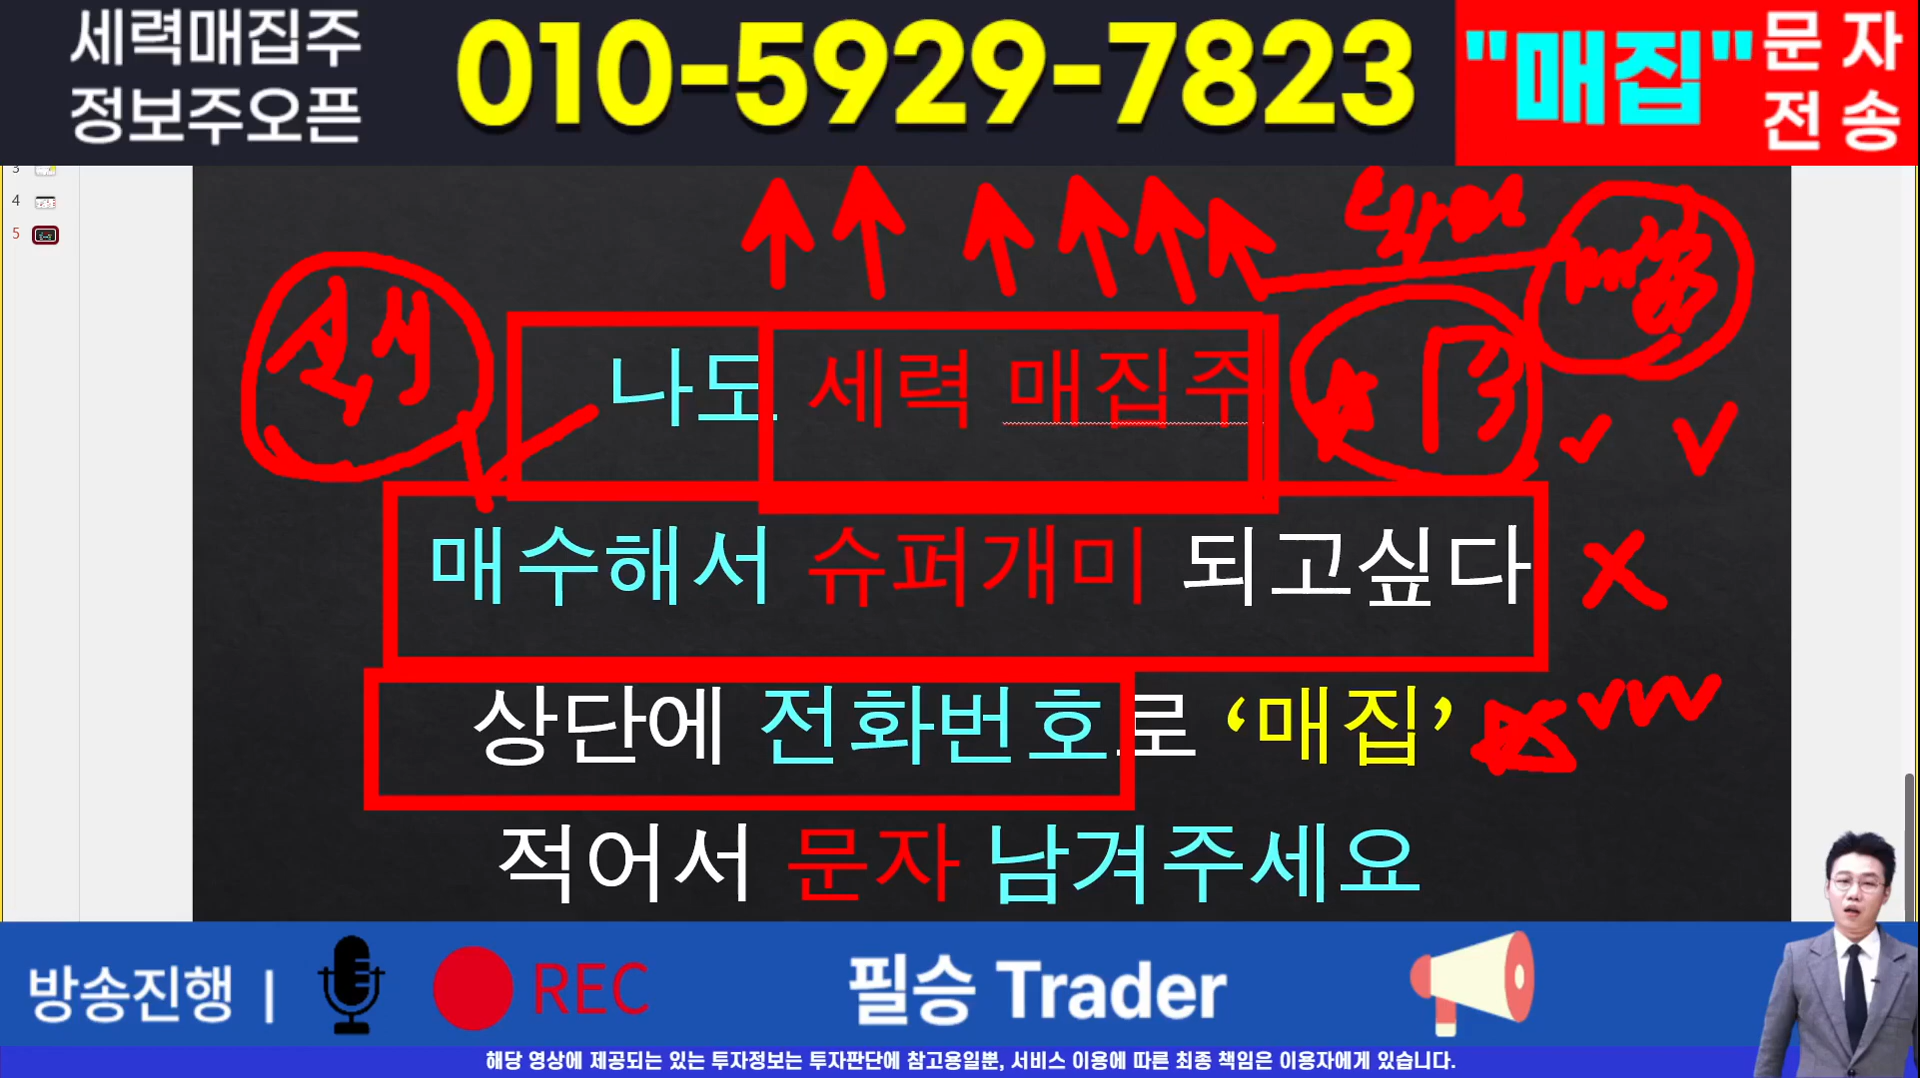 세력매집주
정보주오픈
010-5929-7823
"매집"
문자
전송
3
4
5
나도 세력 매집주
매수해서 슈퍼개미 되고싶다
상단에 전화번호로 ‘매집’
적어서 문자 남겨주세요
방송진행 |
REC
필승 Trader
해당 영상에 제공되는 있는 투자정보는 투자판단에 참고용일뿐, 서비스 이용에 따른 최종 책임은 이용자에게 있습니다.